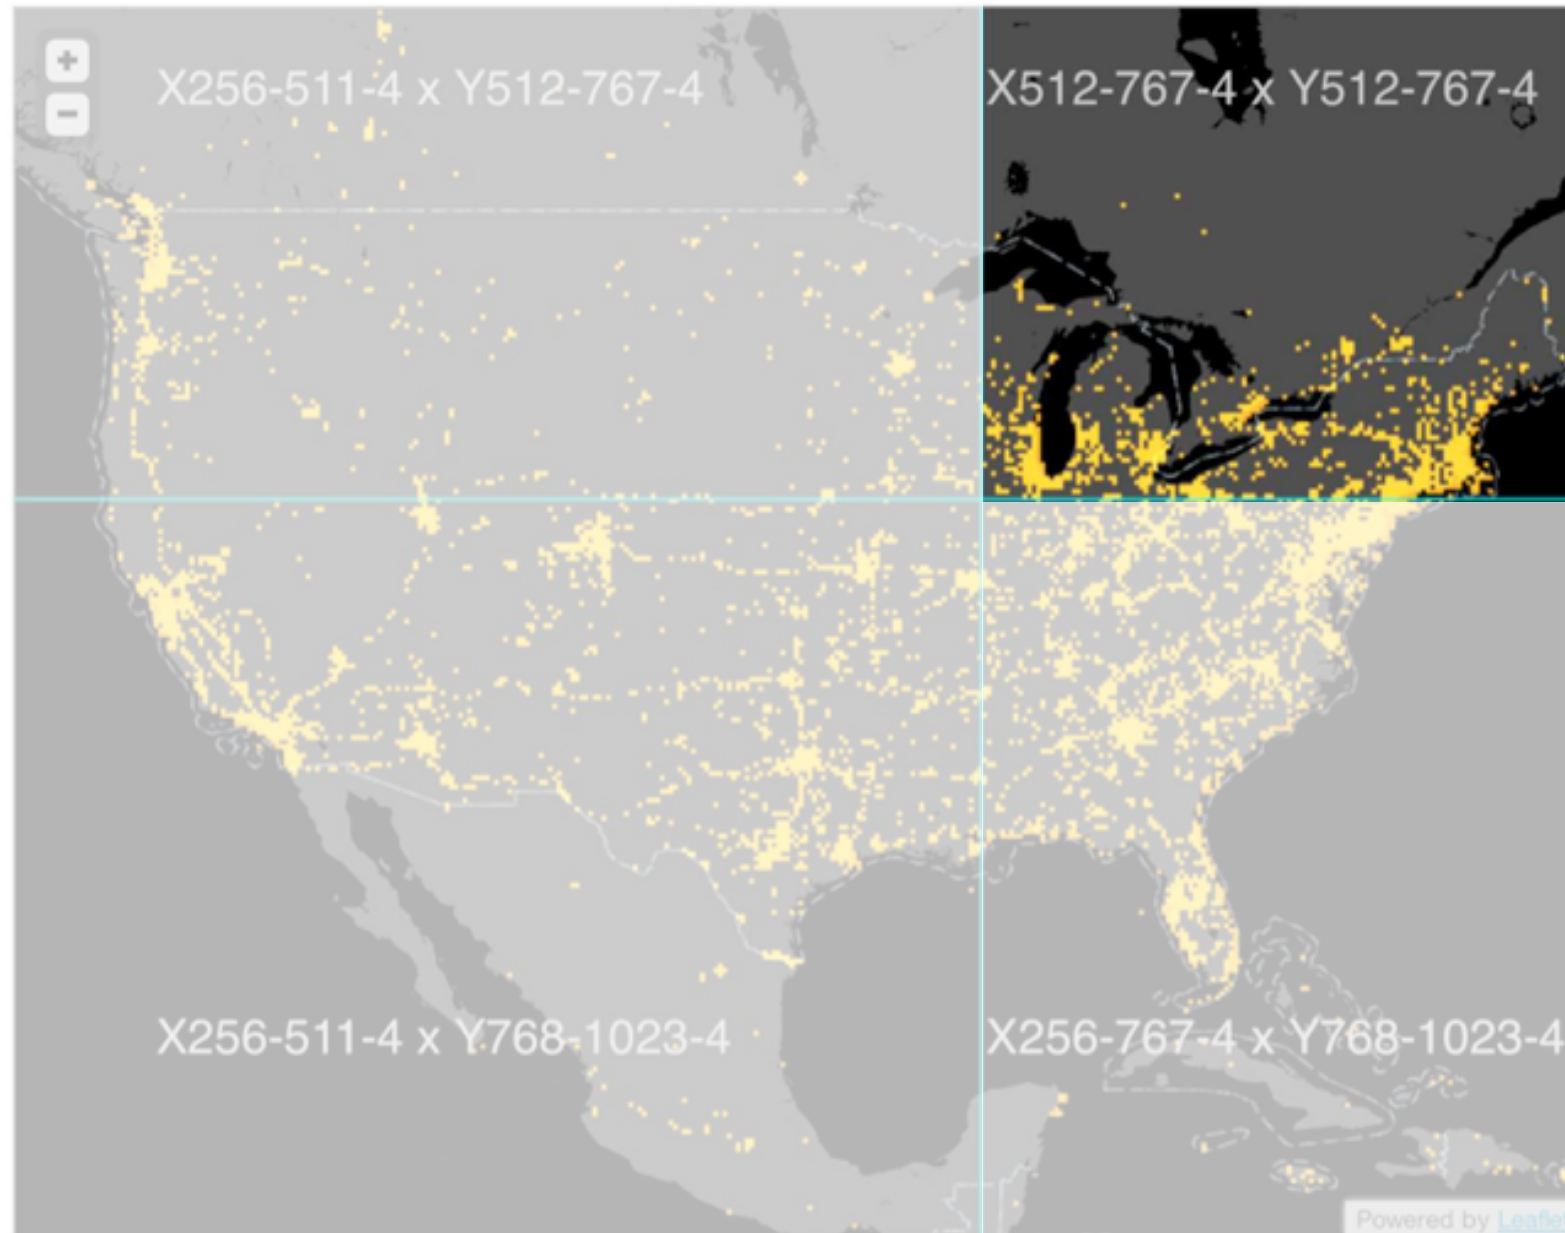 +
X256-511-4 x Y512-767-4
X512-767-4 x Y512-767-4
−
X256-511-4 x Y768-1023-4
X256-767-4 x Y768-1023-4
Powered by Leaflet